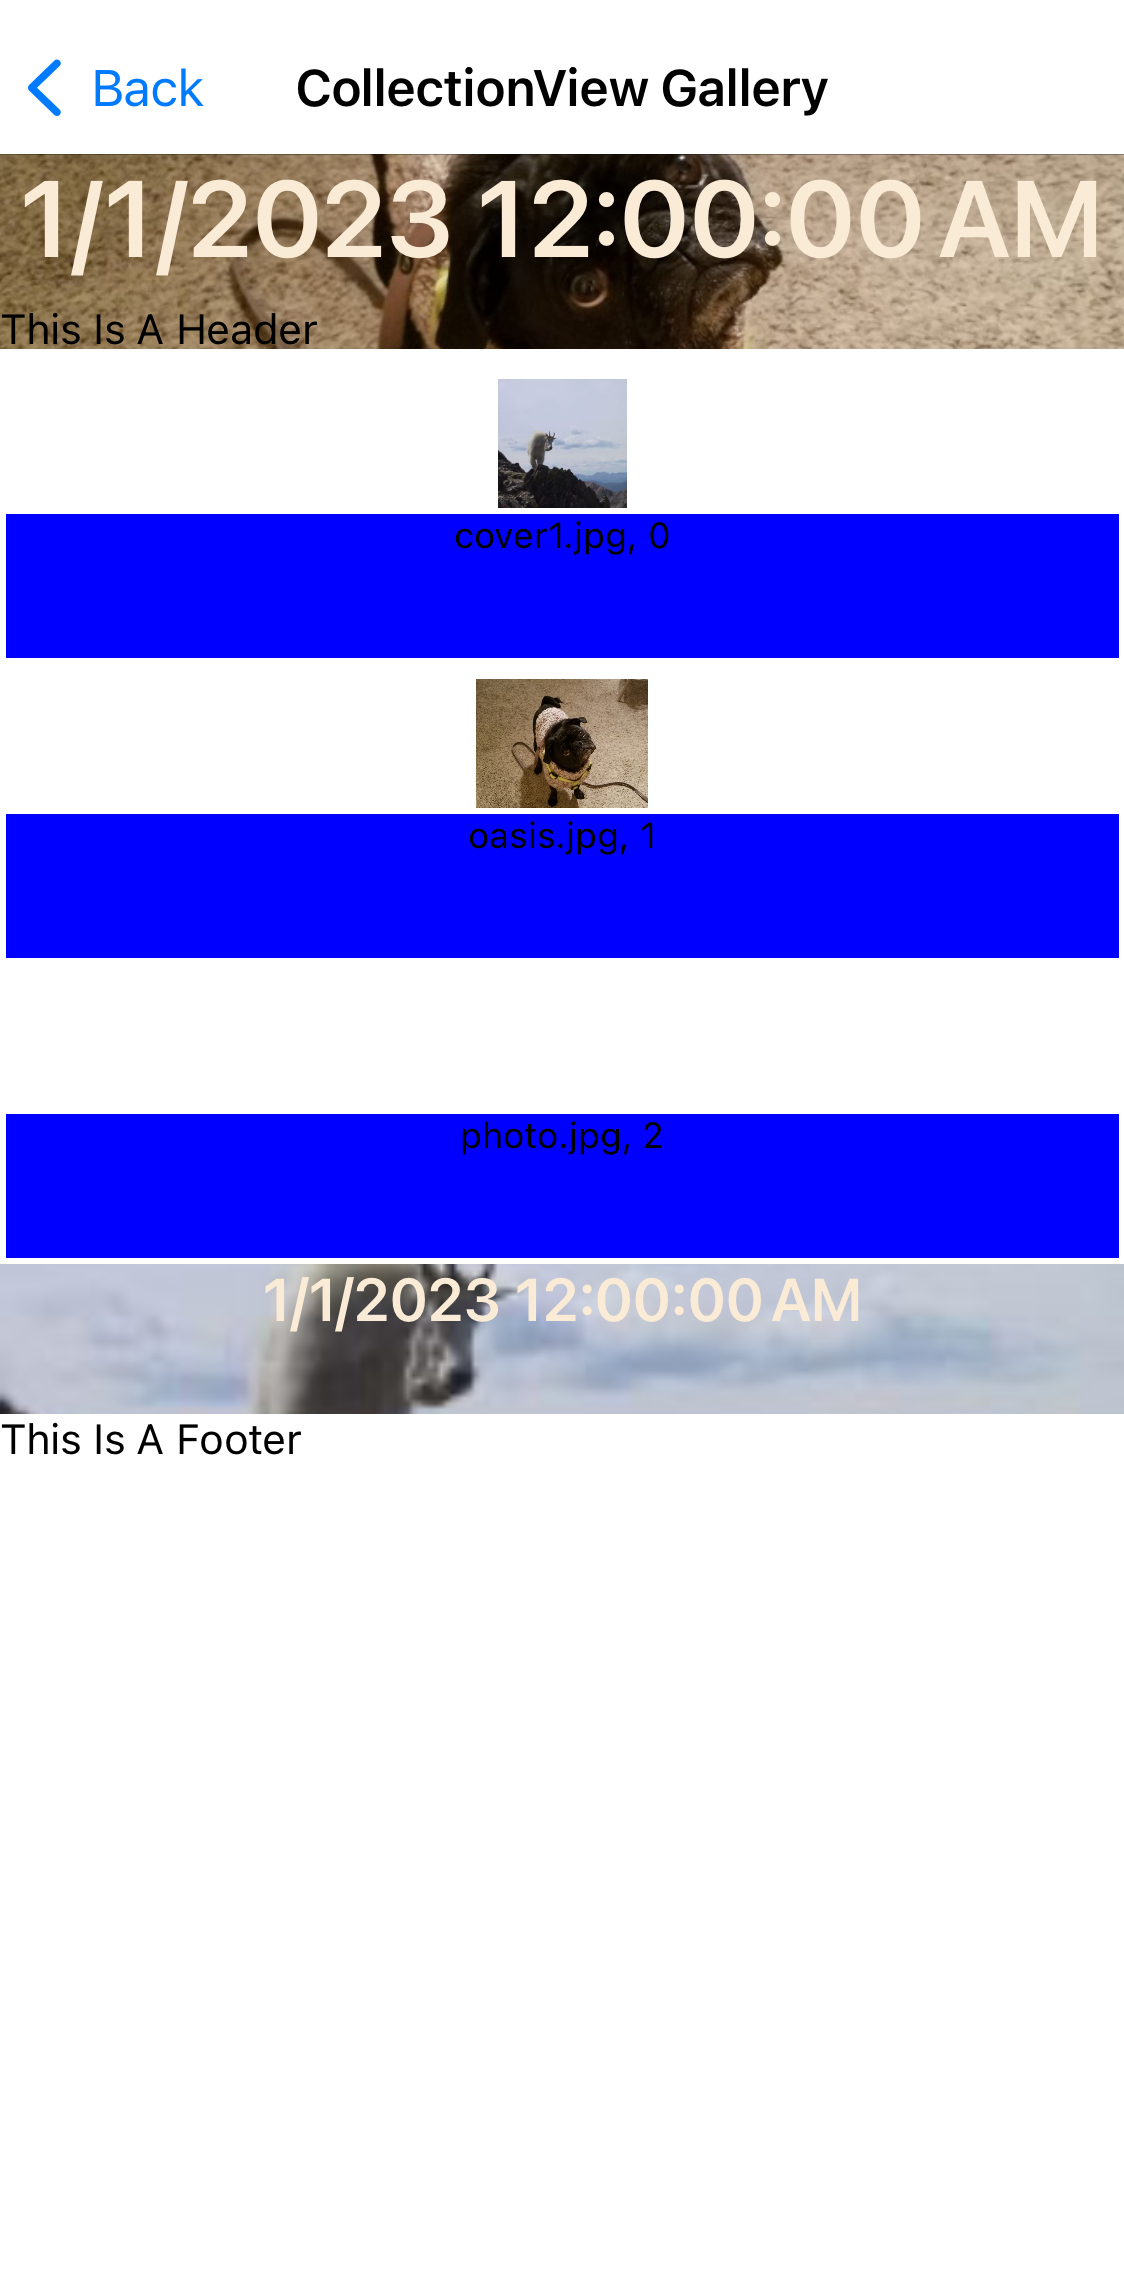 Back CollectionView Gallery
1/1/2023 12:00:00 AM
This Is A Header
cover1.jpg, 0
oasis.jpg, 1
photo.jpg, 2
1/1/2023 12:00:00 AM
This Is A Footer